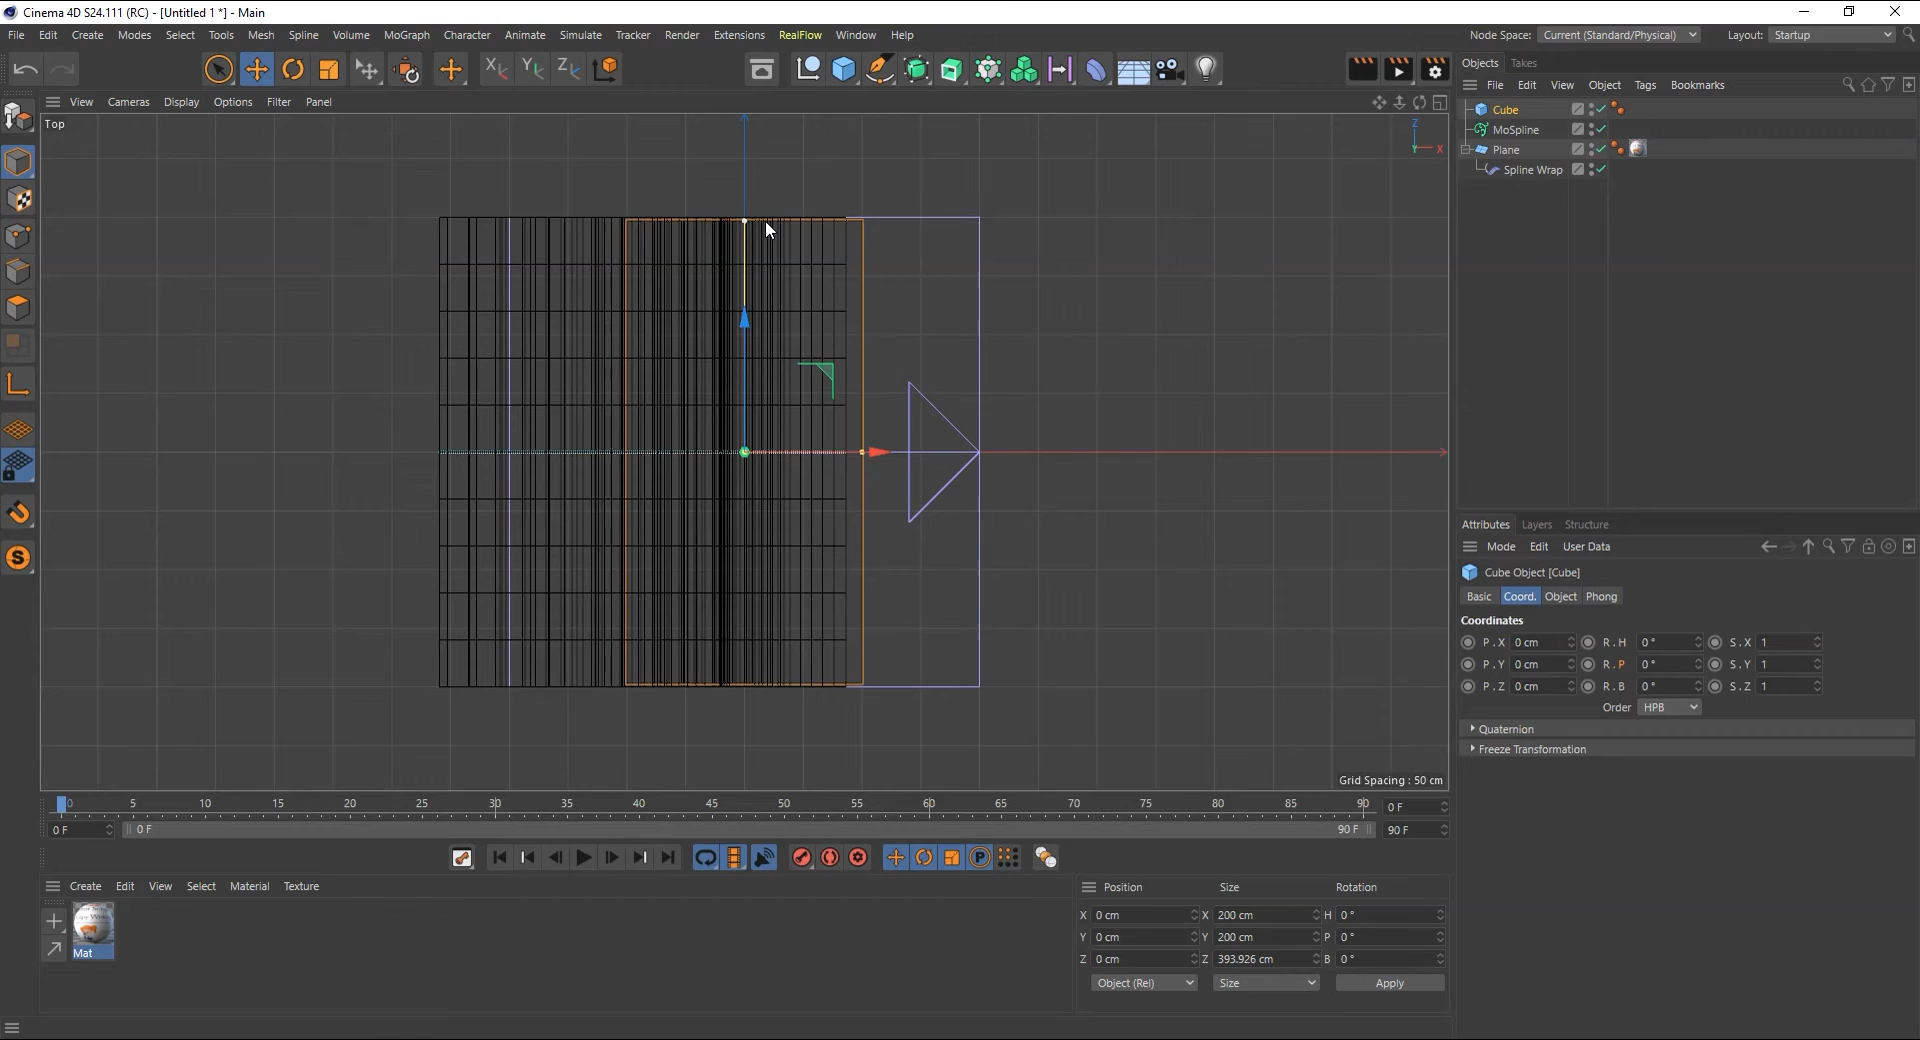 Cinema 4D S24.111 (RC) - [Untitled 1 *] - Main
File Edit Create Modes Select Tools Mesh Spline Volume MoGraph Character Animate Simulate Tracker Render Extensions RealFlow Window Help
Node Space: Current (Standard/Physical) Layout: Startup
X Y Z
Objects Takes
File Edit View Object Tags Bookmarks
View Cameras Display Options Filter Panel
Top
Z
Y X
Cube
MoSpline
Plane
Spline Wrap
Attributes Layers Structure
Mode Edit User Data
Cube Object [Cube]
Basic Coord. Object Phong
Coordinates
P . X 0 cm R . H 0 ° S . X 1
P . Y 0 cm R . P 0 ° S . Y 1
P . Z 0 cm R . B 0 ° S . Z 1
Order HPB
Quaternion
Freeze Transformation
Grid Spacing : 50 cm
0 5 10 15 20 25 30 35 40 45 50 55 60 65 70 75 80 85 90 0 F
0 F 0 F 90 F 90 F
Create Edit View Select Material Texture
Mat
Position Size Rotation
X 0 cm X 200 cm H 0 °
Y 0 cm Y 200 cm P 0 °
Z 0 cm Z 393.926 cm B 0 °
Object (Rel) Size Apply